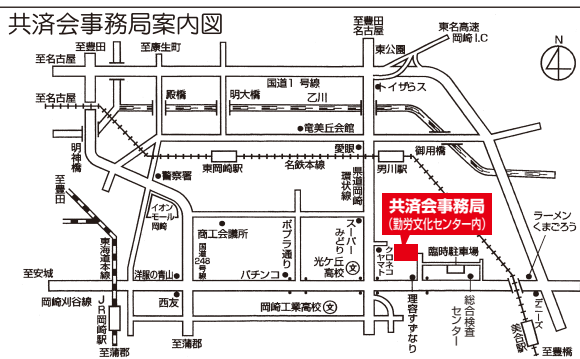 共済会事務局案内図
至豊田
至康生町
至豊田
名古屋
東名高速
岡崎I.C
N
至名古屋
国道1号線
東公園
至名古屋
殿橋
明大橋
乙川
トイザらス
明神橋
竜美丘会館
愛眼
御用橋
東岡崎駅
名鉄本線
男川駅
警察署
至豊田
県道岡崎
環状線
共済会事務局
(勤労文化センター内)
イオン
モール
岡崎
商工会議所
ポプラ通り
スーパー
みどり
光ケ丘
高校
文
クロネコ
ヤマト
臨時駐車場
ラーメン
くまごろう
東海道本線
国道248号線
至安城
洋服の青山
パチンコ
岡崎刈谷線
JR岡崎駅
西友
岡崎工業高校
文
理容すずなり
総合検査
センター
デニーズ
美合駅
至蒲郡
至蒲郡
至豊橋